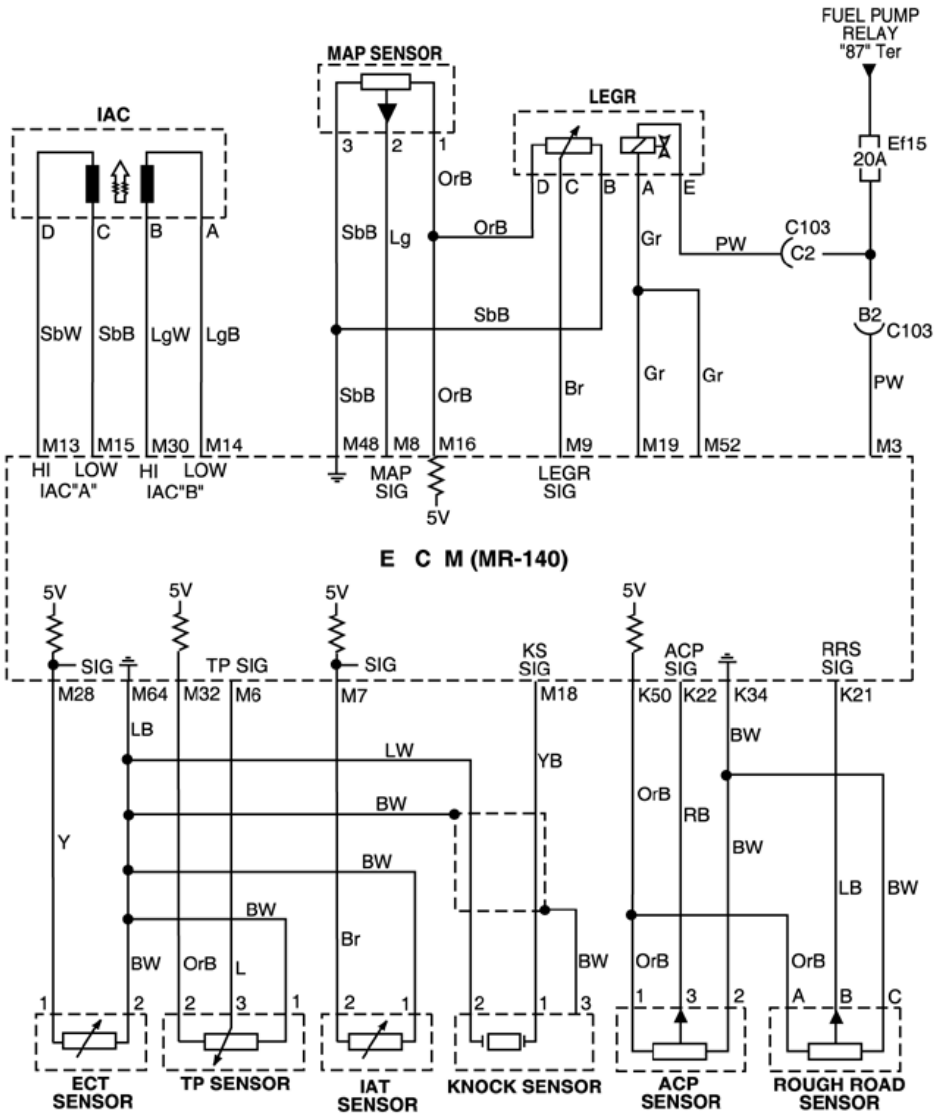 FUEL PUMP
RELAY
"87" Ter
MAP SENSOR
LEGR
IAC
Ef15
20A
3 2 1
D C B A E
OrB
D C B A
C103
C2
SbB Lg OrB Gr PW
B2
C103
SbW SbB LgW LgB
SbB
PW
SbB OrB Br Gr Gr
M13 M15 M30 M14 M48 M8 M16 M9 M19 M52 M3
HI LOW HI LOW
IAC"A" IAC"B"
MAP
SIG
LEGR
SIG
5V
E C M (MR-140)
5V 5V 5V 5V
SIG TP SIG SIG
KS
SIG
ACP
SIG
RRS
SIG
M28 M64 M32 M6 M7 M18 K50 K22 K34 K21
LB BW
LW YB
OrB
BW RB
Y BW
BW LB BW
BW
Br
BW OrB L BW OrB OrB
1 2 2 3 1 2 1 2 1 3 1 3 2 A B C
ECT
SENSOR
TP SENSOR
IAT
SENSOR
KNOCK SENSOR
ACP
SENSOR
ROUGH ROAD
SENSOR